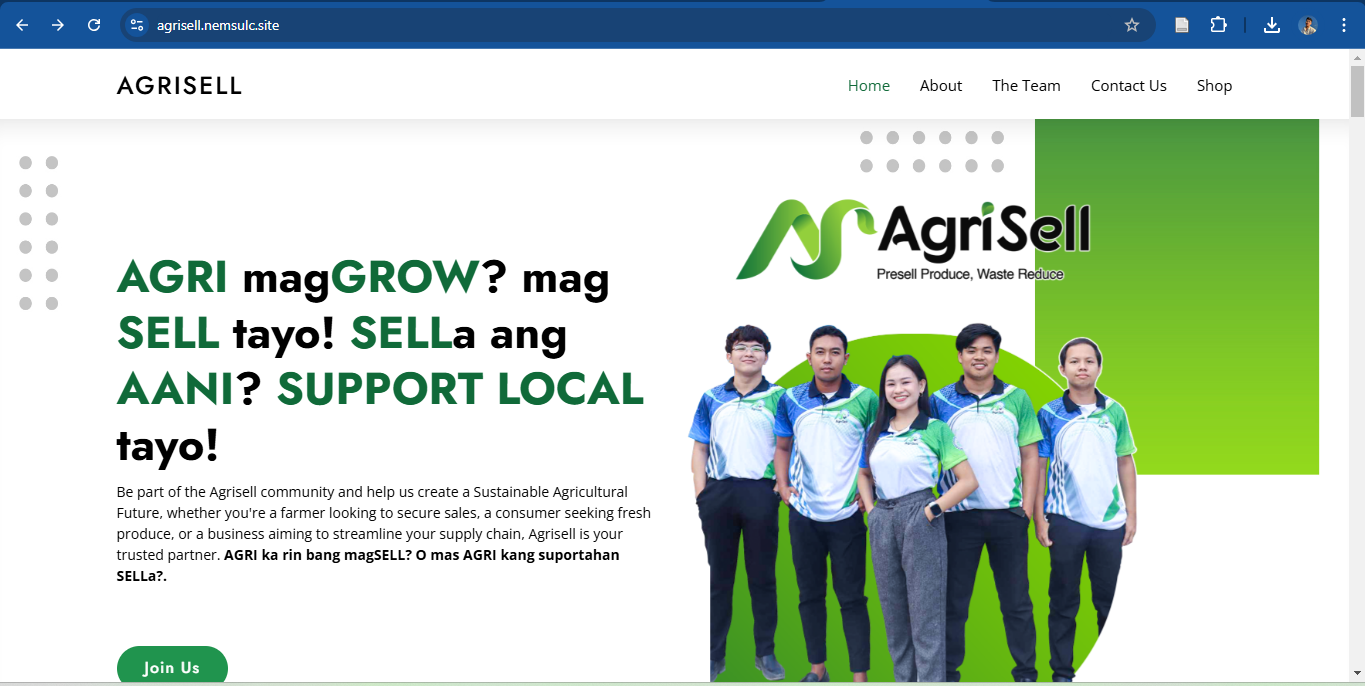 agrisell.nemsulc.site
AGRISELL
Home About The Team Contact Us Shop
AgriSell
Presell Produce, Waste Reduce
AGRI magGROW? mag
SELL tayo! SELLa ang
AANI? SUPPORT LOCAL
tayo!
Be part of the Agrisell community and help us create a Sustainable Agricultural
Future, whether you're a farmer looking to secure sales, a consumer seeking fresh
produce, or a business aiming to streamline your supply chain, Agrisell is your
trusted partner. AGRI ka rin bang magSELL? O mas AGRI kang suportahan
SELLa?.
Join Us